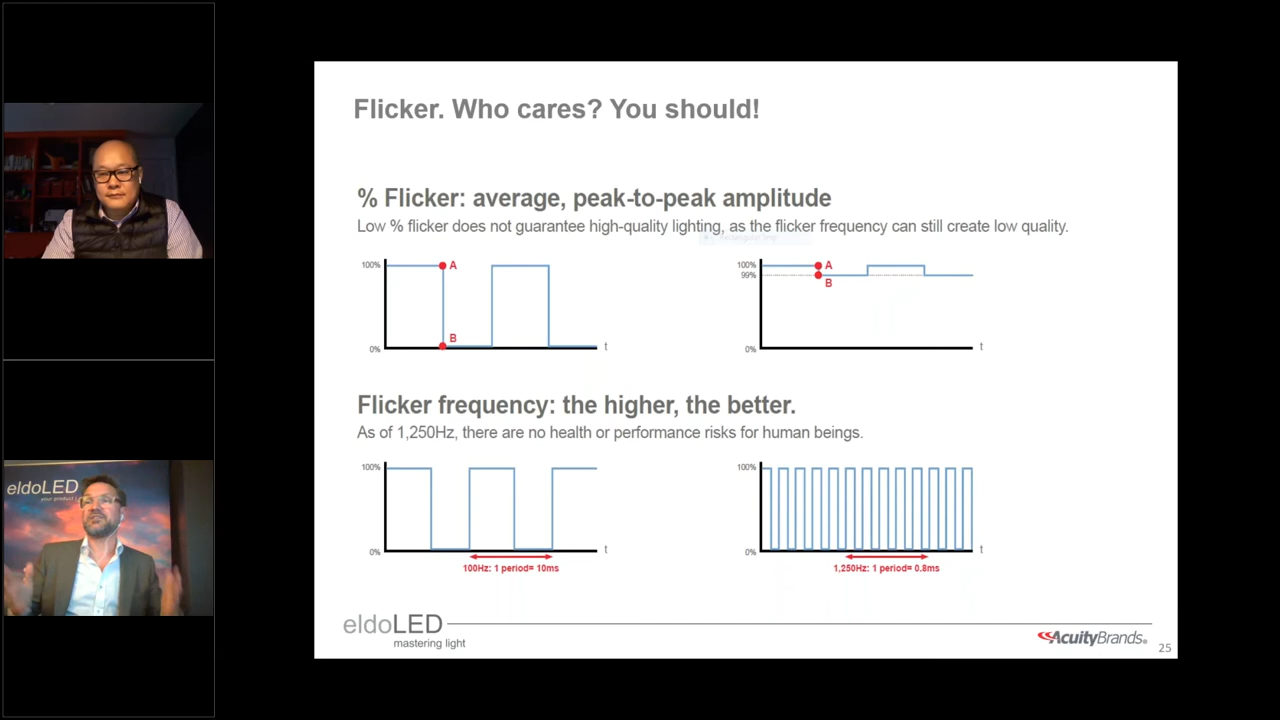 Flicker. Who cares? You should!
% Flicker: average, peak-to-peak amplitude
Low % flicker does not guarantee high-quality lighting, as the flicker frequency can still create low quality.
100%
A
B
0%
t
100%
99%
A
B
0%
t
Flicker frequency: the higher, the better.
As of 1,250Hz, there are no health or performance risks for human beings.
100%
0%
t
100Hz: 1 period= 10ms
100%
0%
t
1,250Hz: 1 period= 0.8ms
eldoLED
mastering light
AcuityBrands
25
eldoLED
your product